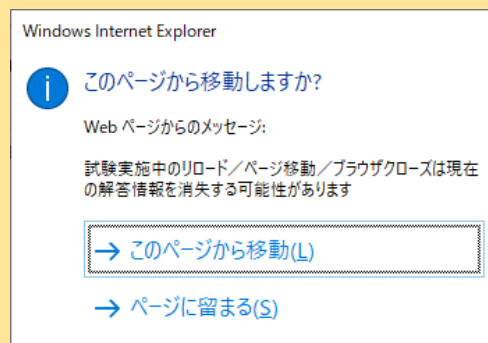 Windows Internet Explorer
このページから移動しますか?
Web ページからのメッセージ:
試験実施中のリロード／ページ移動／ブラウザクローズは現在
の解答情報を消失する可能性があります
→ このページから移動(L)
→ ページに留まる(S)